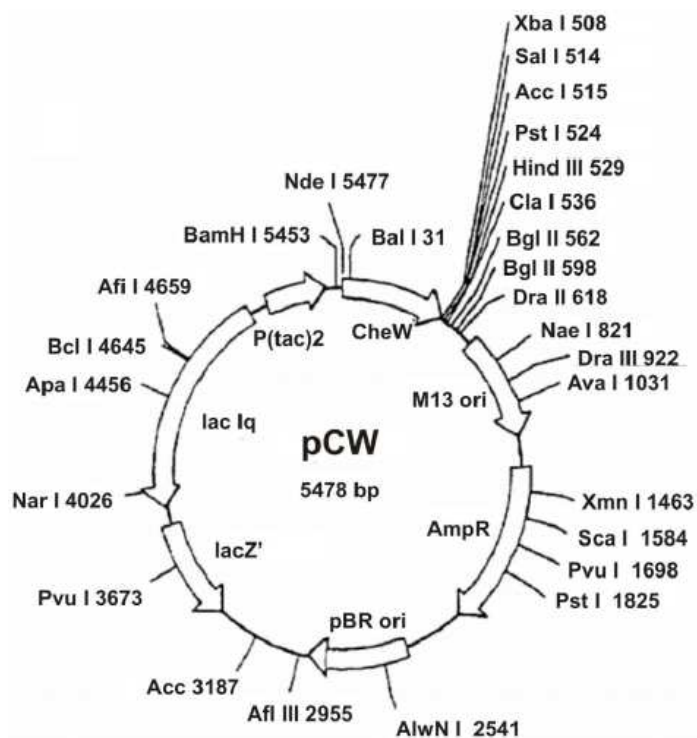 Xba I 508
Sal I 514
Acc I 515
Pst I 524
Hind III 529
Cla I 536
Bgl II 562
Bgl II 598
Dra II 618
Nae I 821
Dra III 922
Ava I 1031
Nde I 5477
BamH I 5453
Bal I 31
Afi I 4659
Bcl I 4645
Apa I 4456
P(tac)2
CheW
M13 ori
lac Iq
pCW
5478 bp
Nar I 4026
Xmn I 1463
Sca I 1584
Pvu I 1698
Pst I 1825
AmpR
lacZ'
Pvu I 3673
pBR ori
Acc 3187
Afl III 2955
AlwN I 2541